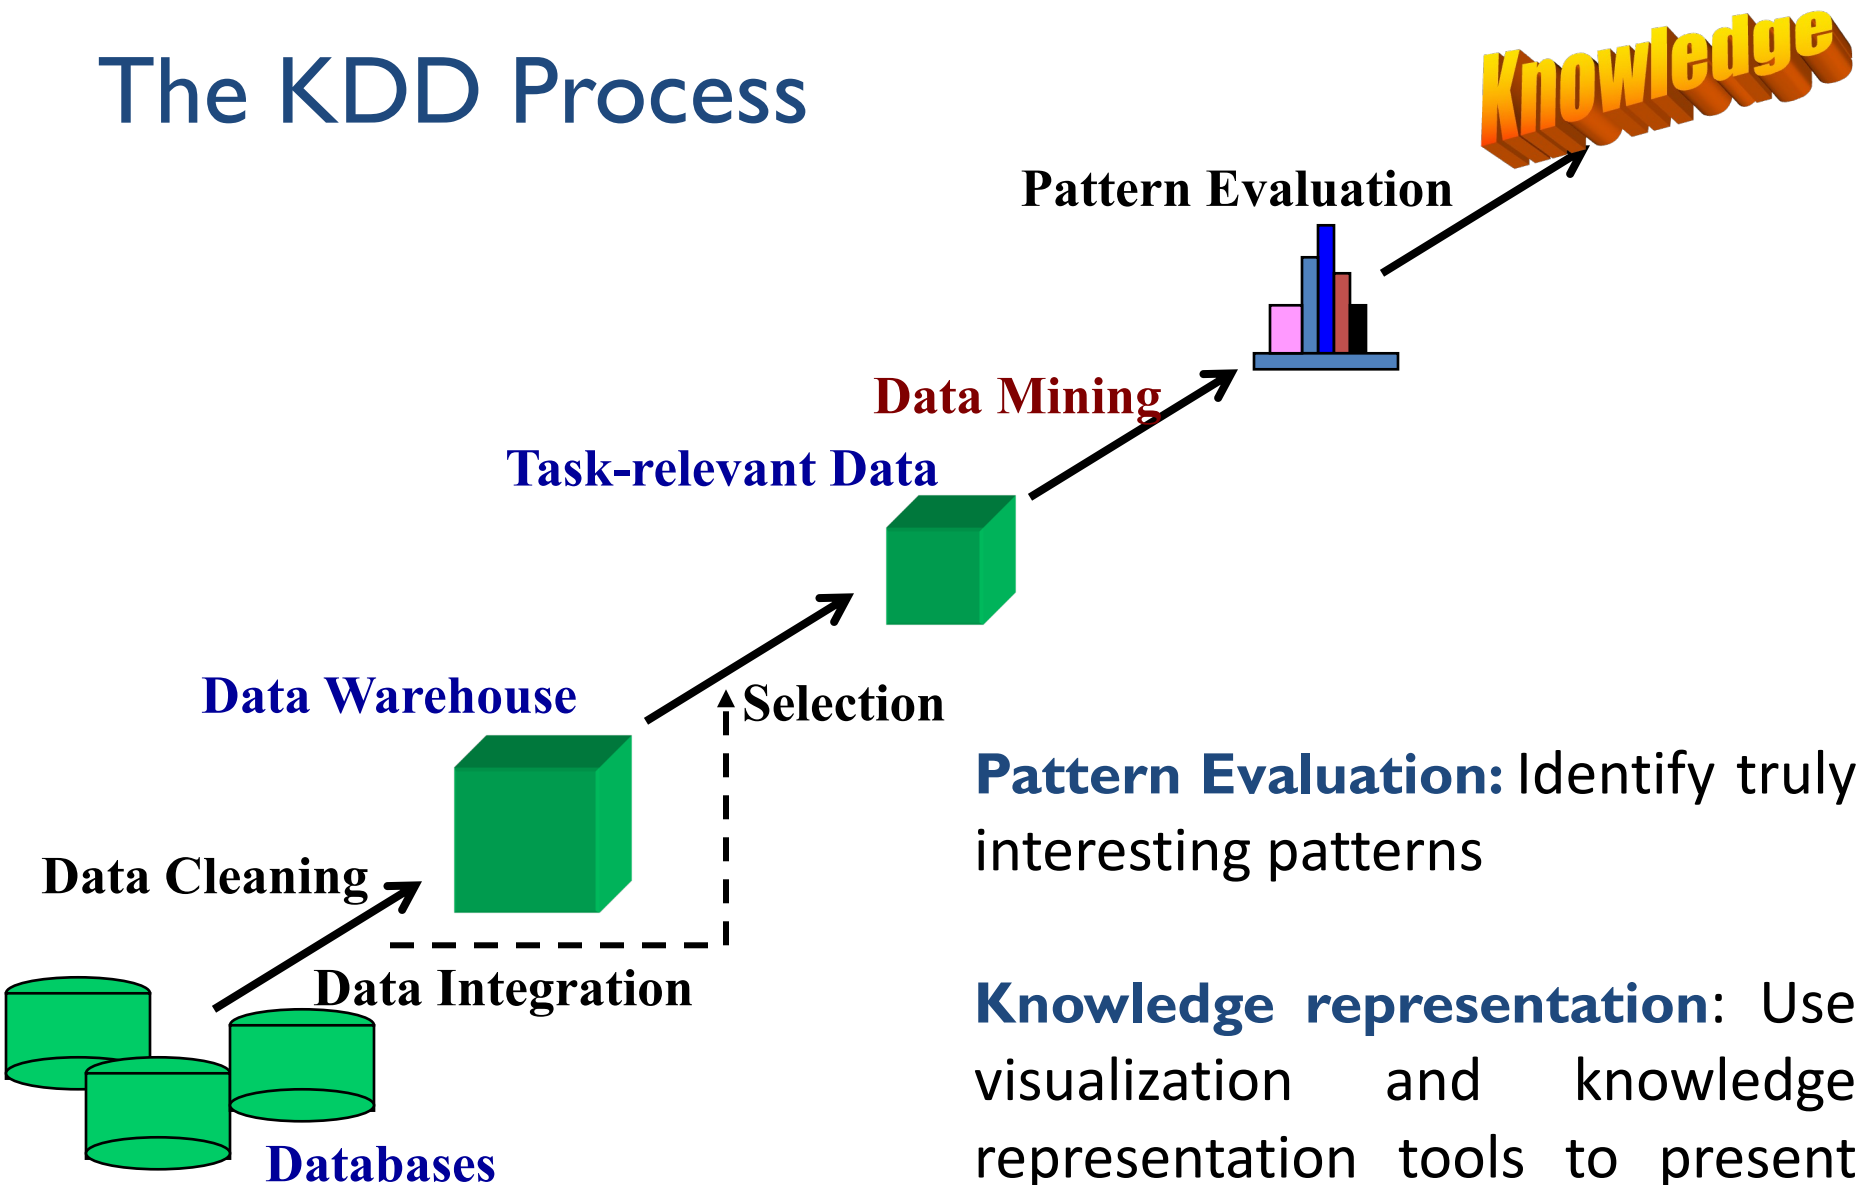 The KDD Process
Knowledge
Pattern Evaluation
Data Mining
Task-relevant Data
Data Warehouse
Selection
Data Cleaning
Data Integration
Databases
Pattern Evaluation: Identify truly
interesting patterns
Knowledge representation: Use
visualization and knowledge
representation tools to present